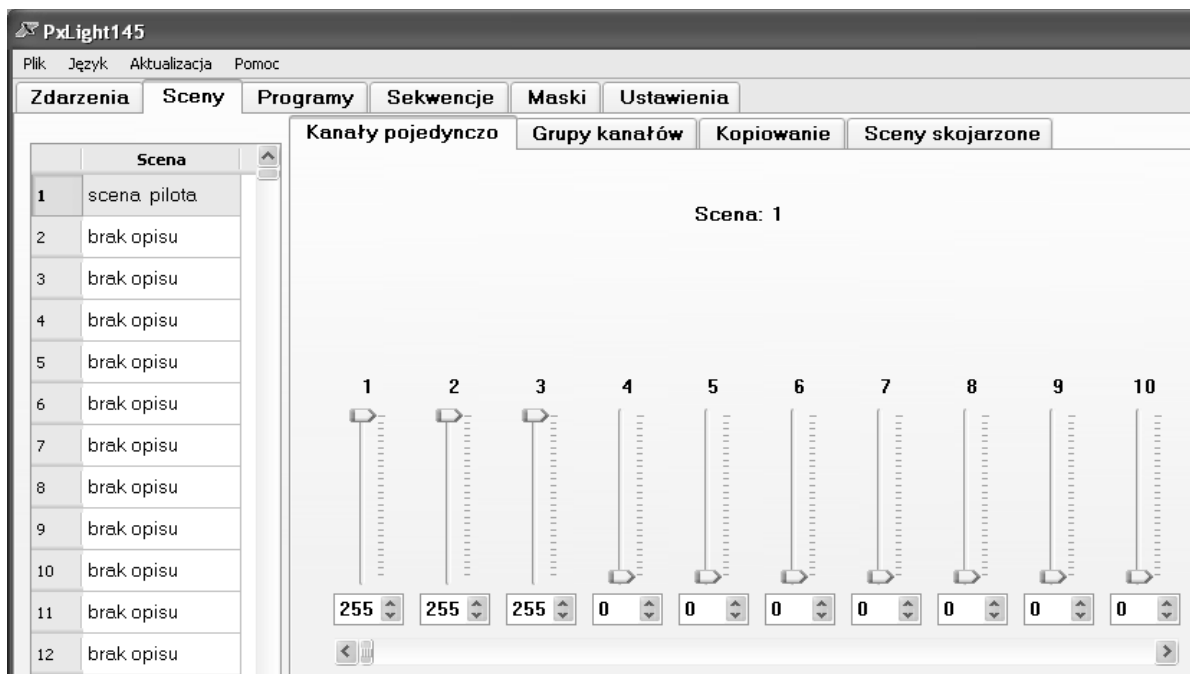 PxLight145
Plik Język Aktualizacja Pomoc
Zdarzenia Sceny Programy Sekwencje Maski Ustawienia
Kanały pojedynczo Grupy kanałów Kopiowanie Sceny skojarzone
Scena
1 scena pilota
2 brak opisu
3 brak opisu
4 brak opisu
5 brak opisu
6 brak opisu
7 brak opisu
8 brak opisu
9 brak opisu
10 brak opisu
11 brak opisu
12 brak opisu
Scena: 1
1 2 3 4 5 6 7 8 9 10
255 255 255 0 0 0 0 0 0 0